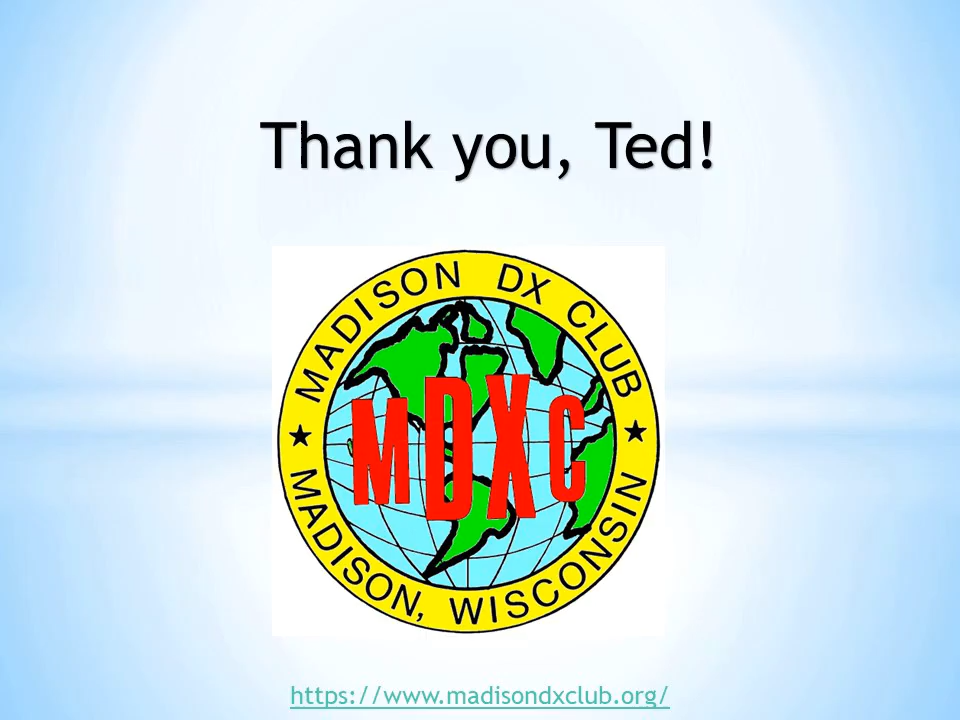 Thank you, Ted!
MADISON DX CLUB
MDXC
MADISON, WISCONSIN
https://www.madisondxclub.org/